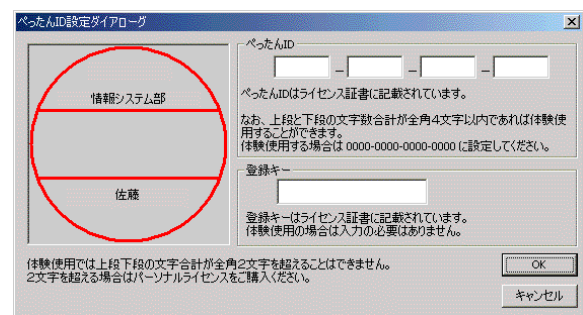 ぺったんID設定ダイアローグ
情報システム部
佐藤
ぺったんID
– – –
ぺったんIDはライセンス証書に記載されています。
なお、上段と下段の文字数合計が全角4文字以内であれば体験使
用することができます。
体験使用する場合は 0000-0000-0000-0000 に設定してください。
登録キー
登録キーはライセンス証書に記載されています。
体験使用の場合は入力の必要はありません。
体験使用では上段下段の文字合計が全角2文字を超えることはできません。
2文字を超える場合はパーソナルライセンスをご購入ください。
OK
キャンセル